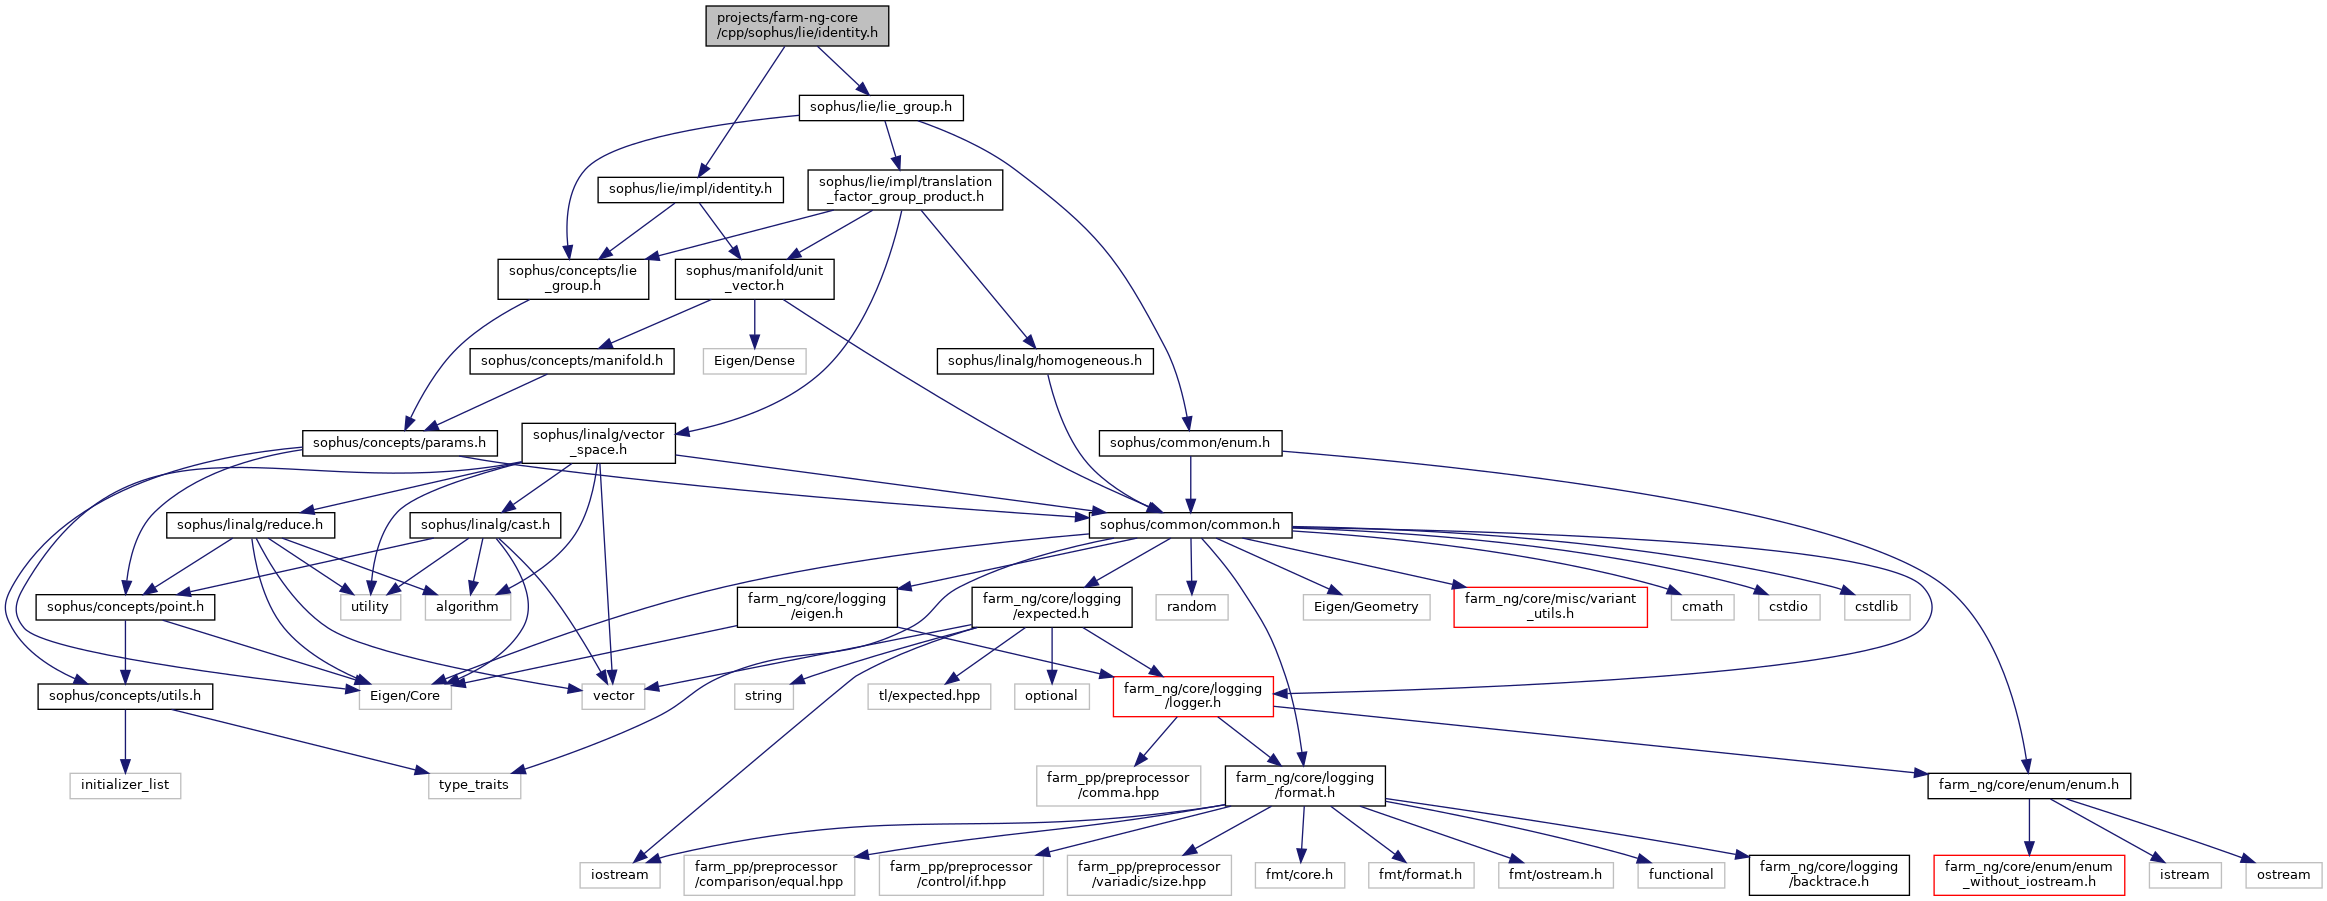 projects/farm-ng-core
/cpp/sophus/lie/identity.h
sophus/lie/lie_group.h
sophus/lie/impl/identity.h
sophus/lie/impl/translation
_factor_group_product.h
sophus/concepts/lie
_group.h
sophus/manifold/unit
_vector.h
sophus/concepts/manifold.h
Eigen/Dense
sophus/linalg/homogeneous.h
sophus/concepts/params.h
sophus/linalg/vector
_space.h
sophus/common/enum.h
sophus/linalg/reduce.h
sophus/linalg/cast.h
sophus/common/common.h
sophus/concepts/point.h
utility
algorithm
farm_ng/core/logging
/eigen.h
farm_ng/core/logging
/expected.h
random
Eigen/Geometry
farm_ng/core/misc/variant
_utils.h
cmath
cstdio
cstdlib
sophus/concepts/utils.h
Eigen/Core
vector
string
tl/expected.hpp
optional
farm_ng/core/logging
/logger.h
initializer_list
type_traits
farm_pp/preprocessor
/comma.hpp
farm_ng/core/logging
/format.h
farm_ng/core/enum/enum.h
iostream
farm_pp/preprocessor
/comparison/equal.hpp
farm_pp/preprocessor
/control/if.hpp
farm_pp/preprocessor
/variadic/size.hpp
fmt/core.h
fmt/format.h
fmt/ostream.h
functional
farm_ng/core/logging
/backtrace.h
farm_ng/core/enum/enum
_without_iostream.h
istream
ostream